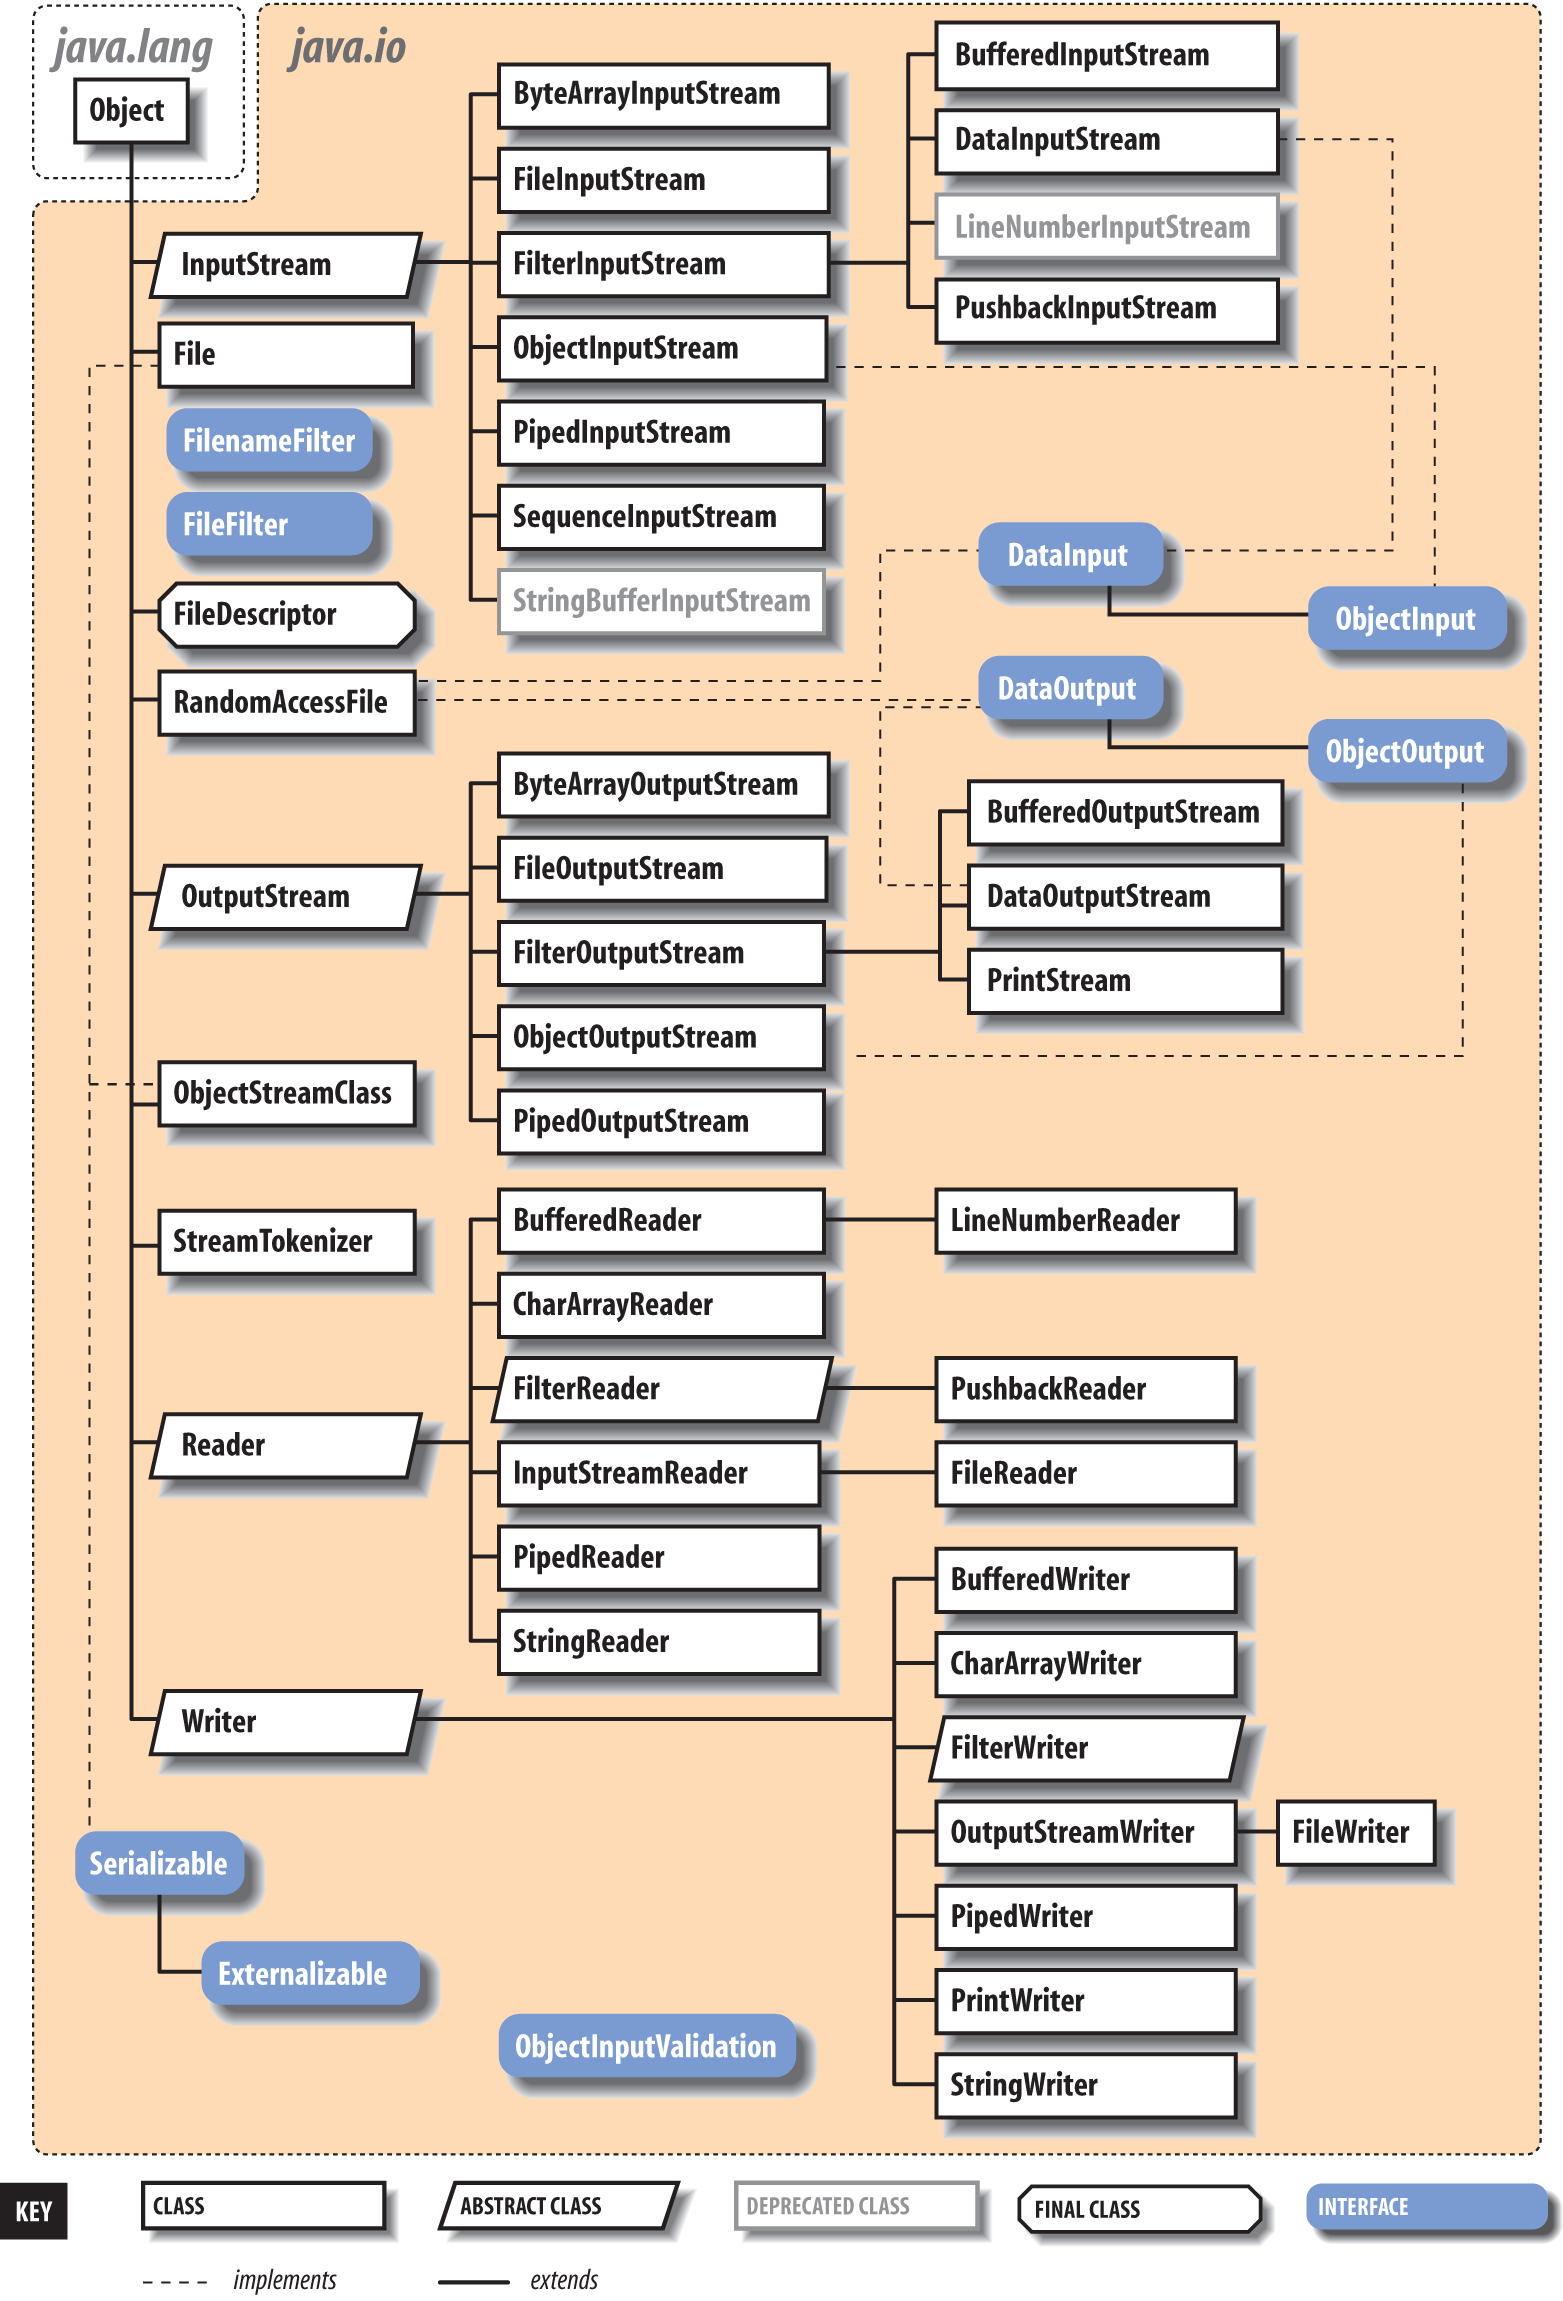 java.lang
Object
java.io
InputStream
File
FilenameFilter
FileFilter
FileDescriptor
RandomAccessFile
OutputStream
ObjectStreamClass
StreamTokenizer
Reader
Writer
Serializable
Externalizable
ByteArrayInputStream
FileInputStream
FilterInputStream
ObjectInputStream
PipedInputStream
SequenceInputStream
StringBufferInputStream
ByteArrayOutputStream
FileOutputStream
FilterOutputStream
ObjectOutputStream
PipedOutputStream
BufferedReader
CharArrayReader
FilterReader
InputStreamReader
PipedReader
StringReader
ObjectInputValidation
BufferedInputStream
DataInputStream
LineNumberInputStream
PushbackInputStream
DataInput
ObjectInput
DataOutput
ObjectOutput
BufferedOutputStream
DataOutputStream
PrintStream
LineNumberReader
PushbackReader
FileReader
BufferedWriter
CharArrayWriter
FilterWriter
OutputStreamWriter
FileWriter
PipedWriter
PrintWriter
StringWriter
KEY
CLASS
ABSTRACT CLASS
DEPRECATED CLASS
FINAL CLASS
INTERFACE
implements
extends